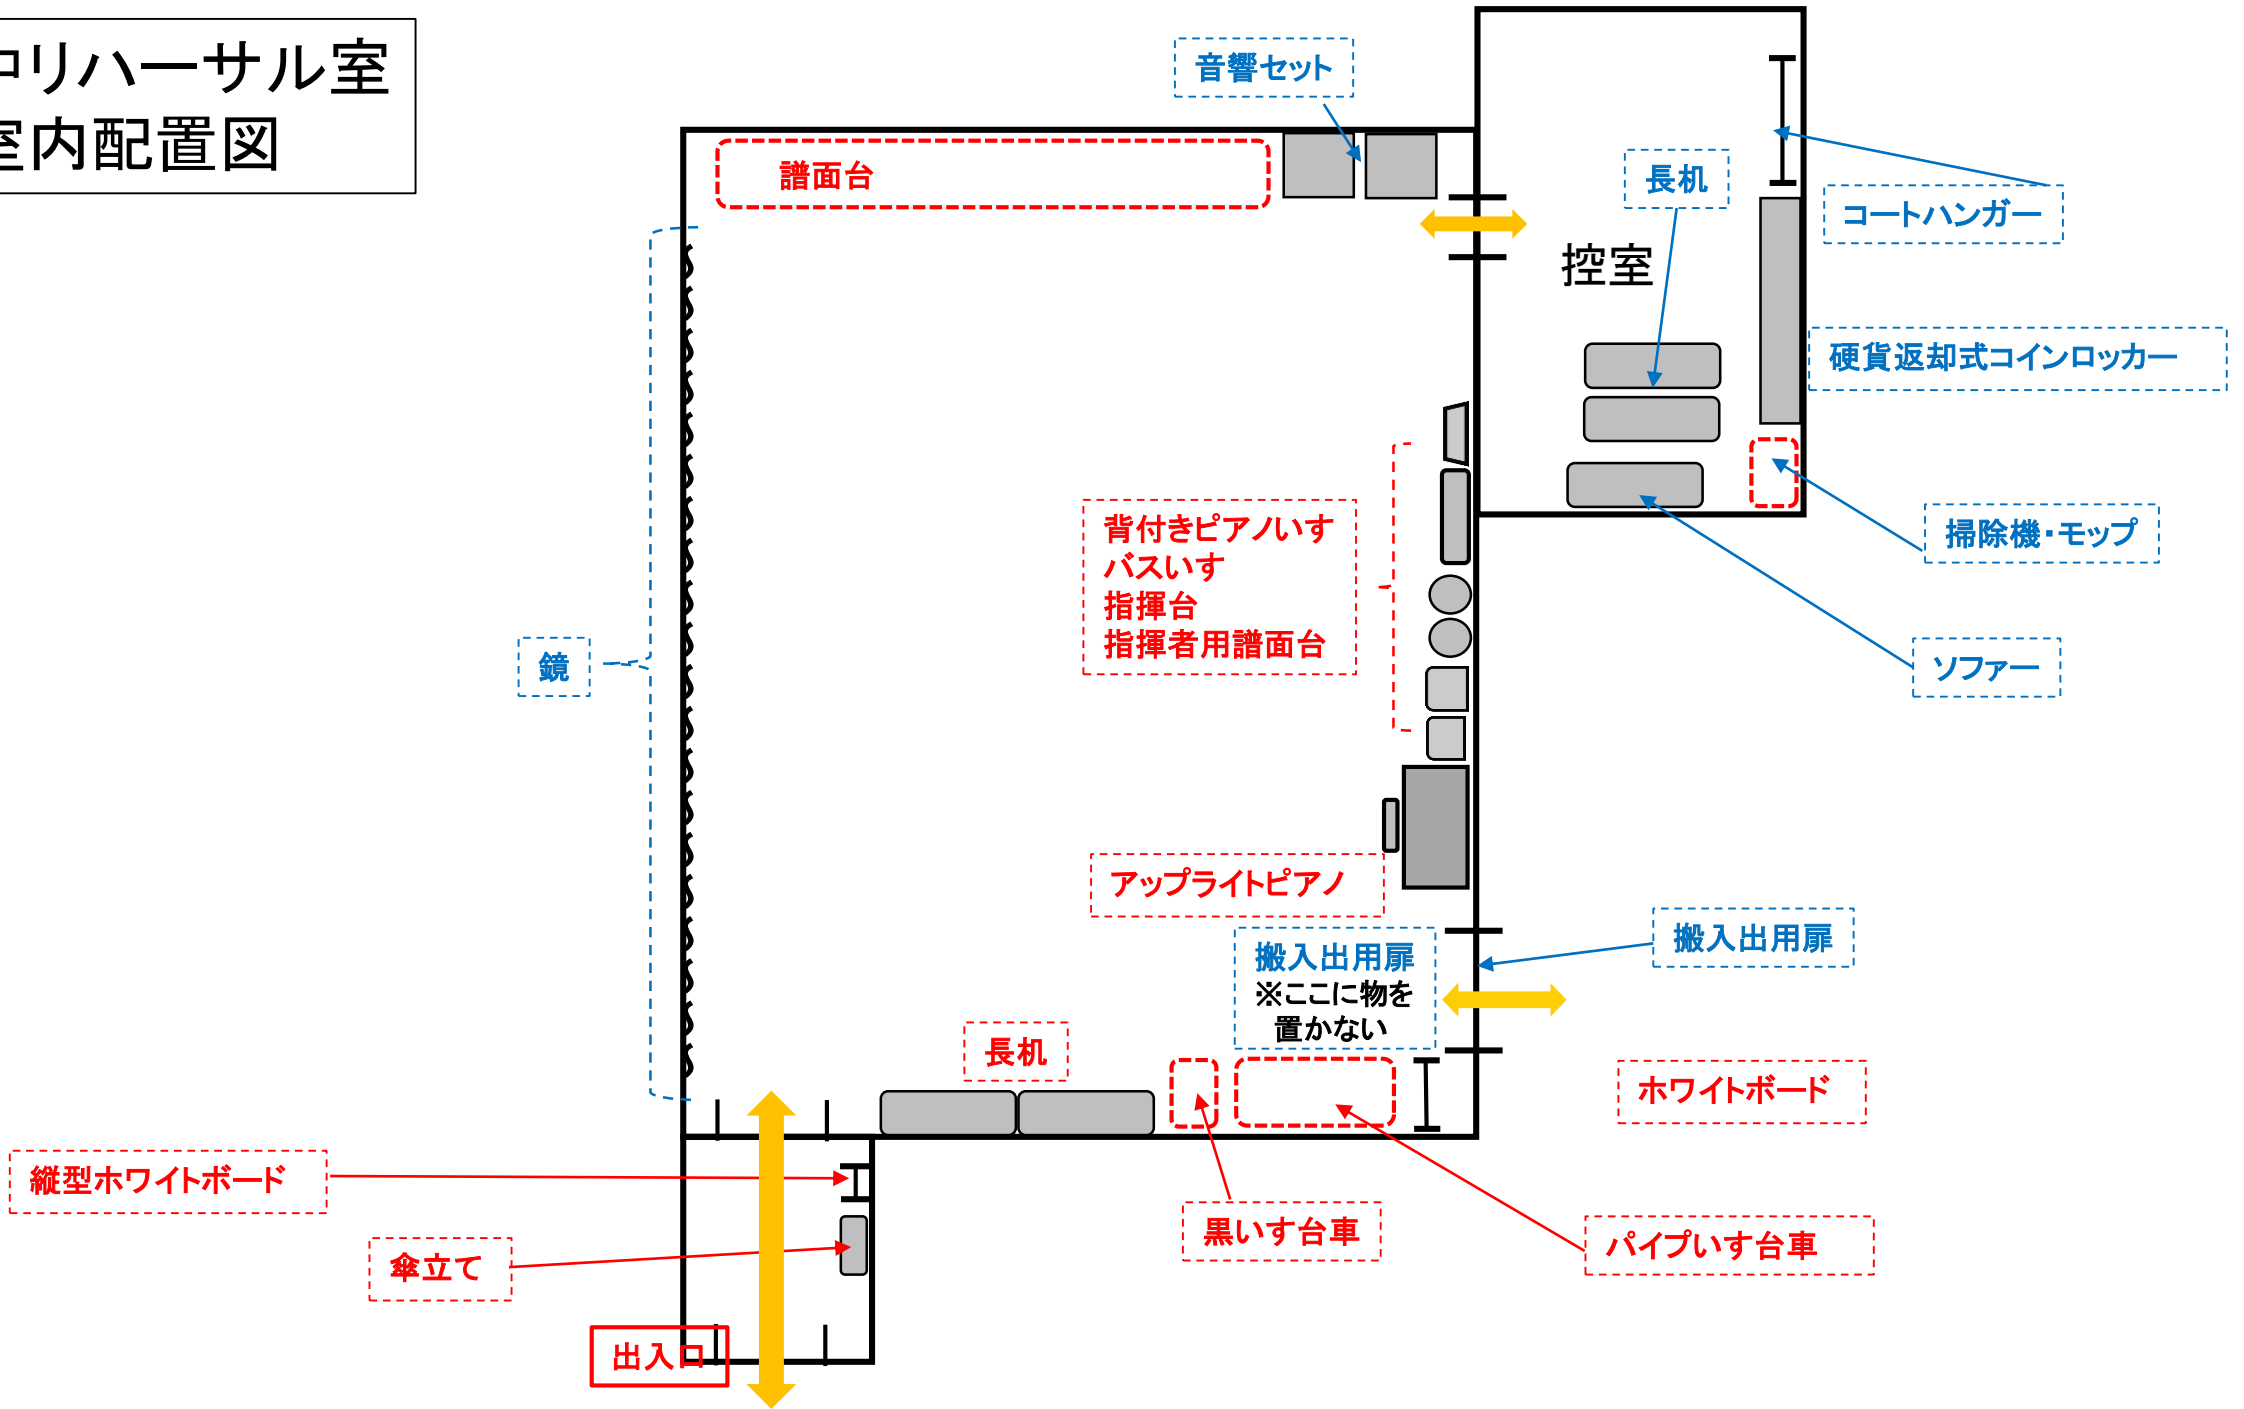 リハーサル室
室内配置図
音響セット
譜面台
長机
コートハンガー
控室
硬貨返却式コインロッカー
掃除機・モップ
ソファー
背付きピアノいす
バスいす
指揮台
指揮者用譜面台
鏡
アップライトピアノ
搬入出用扉
※ここに物を
置かない
搬入出用扉
長机
ホワイトボード
縦型ホワイトボード
黒いす台車
パイプいす台車
傘立て
出入口